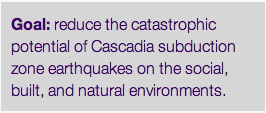 Goal: reduce the catastrophic
potential of Cascadia subduction
zone earthquakes on the social,
built, and natural environments.